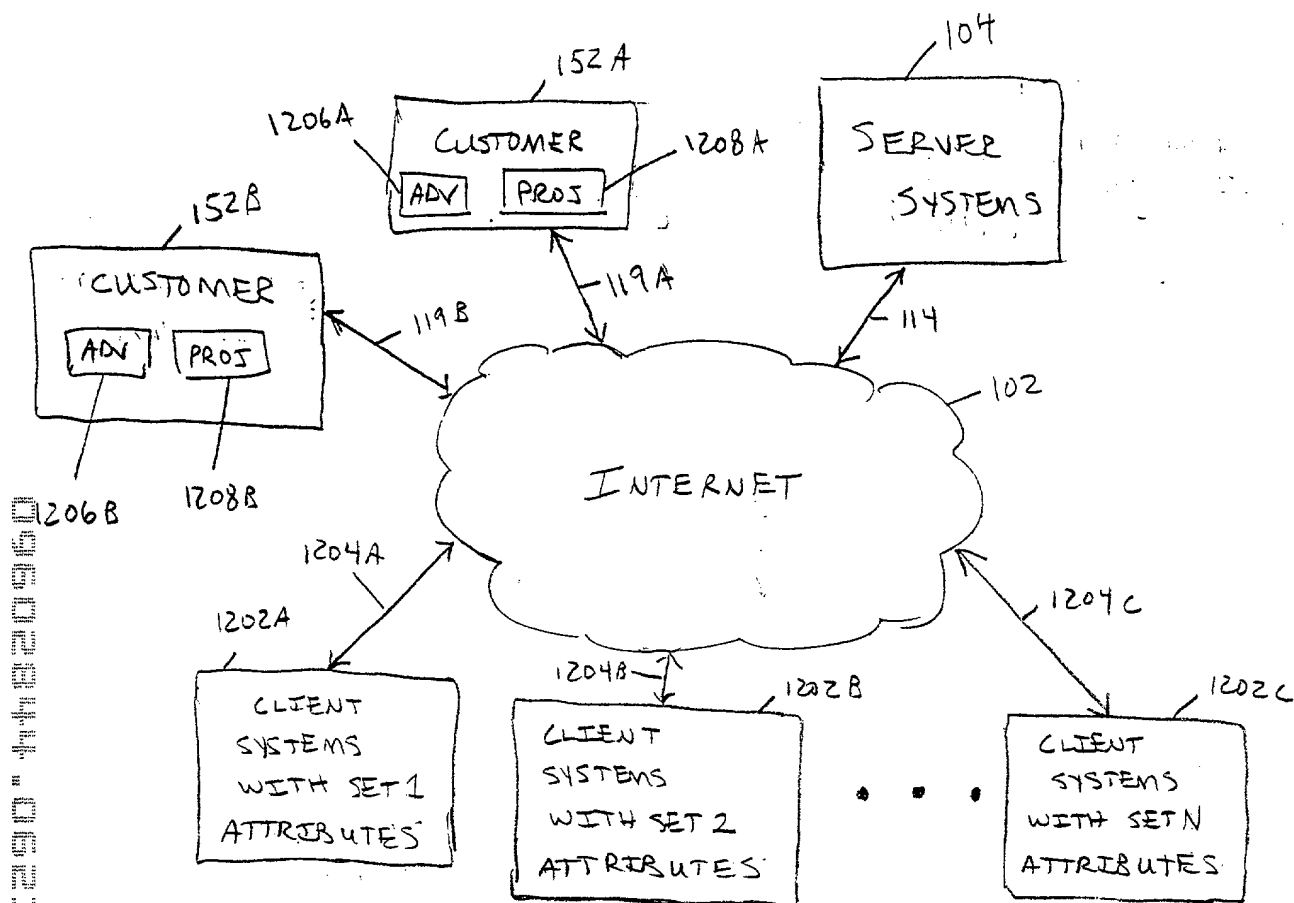 104
152A
1206A
CUSTOMER
1208A
SERVER
SYSTEMS
ADV
PROJ
152B
CUSTOMER
119A
119B
114
ADV
PROJ
102
INTERNET
1206B
1208B
1204A
1204C
1202A
1204B
1202B
1202C
CLIENT
SYSTEMS
WITH SET 1
ATTRIBUTES
CLIENT
SYSTEMS
WITH SET 2
ATTRIBUTES
CLIENT
SYSTEMS
WITH SET N
ATTRIBUTES